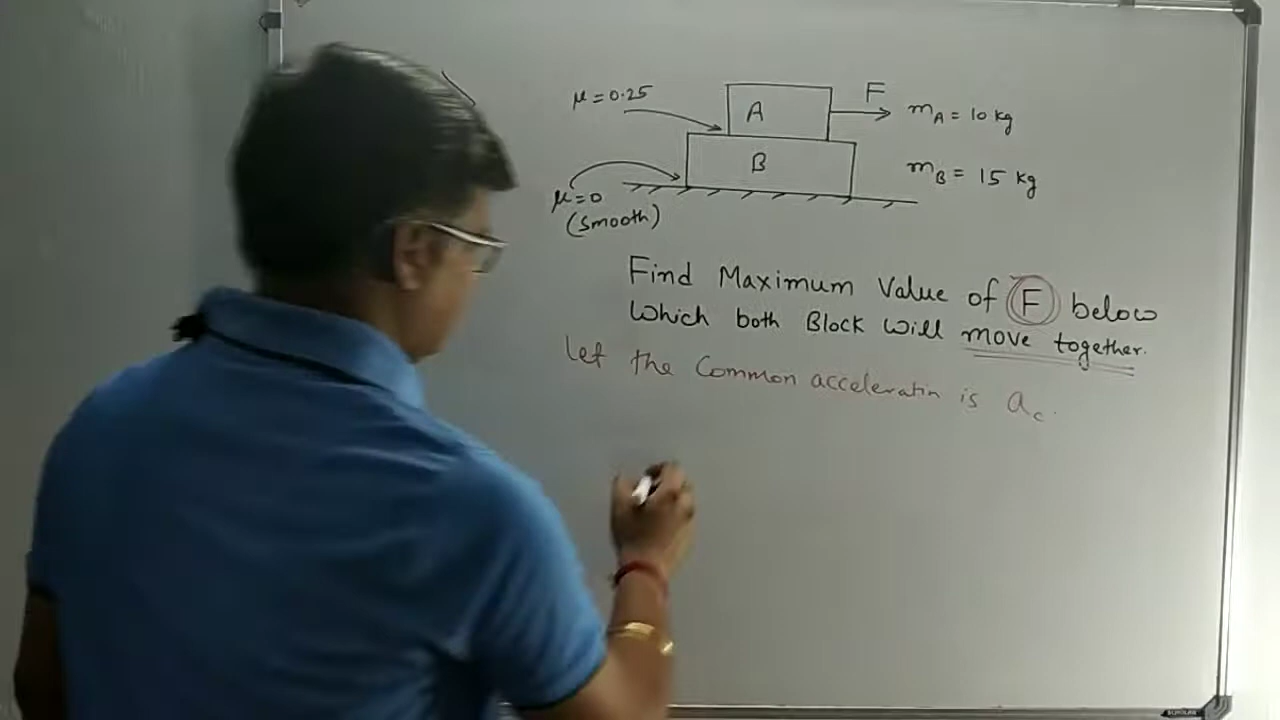 μ = 0.25
A
F
m_A = 10 kg
B
m_B = 15 kg
μ = 0
(Smooth)
Find Maximum Value of F below
which both Block will move together.
let the Common acceleratin is a_c.